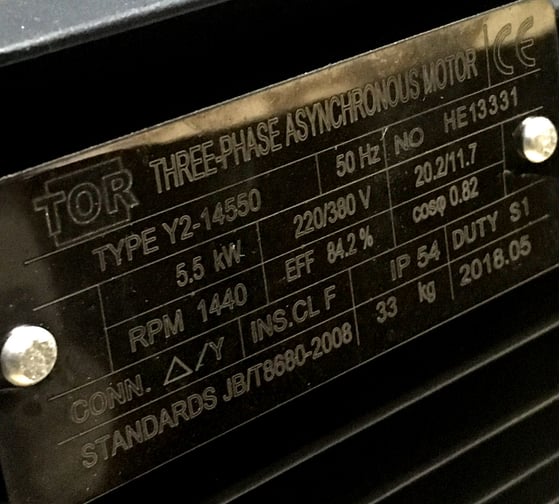 TOR THREE-PHASE ASYNCHRONOUS MOTOR CE
TYPE Y2-14550 50 Hz NO HE13331
5.5 kW 220/380 V 20.2/11.7
RPM 1440 EFF 84.2 % cosφ 0.82
CONN. △/Y INS.CL F IP 54 DUTY S1
STANDARDS JB/T8680-2008 33 kg 2018.05